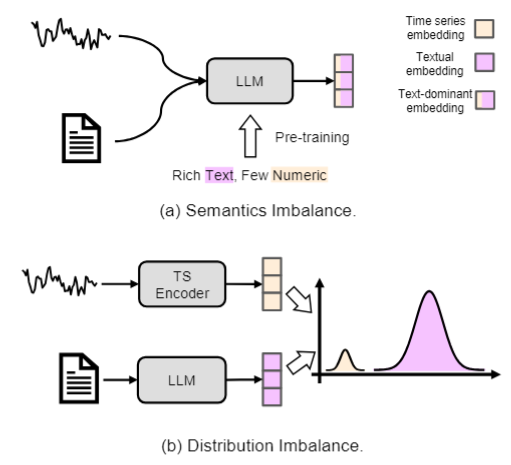 Time series
embedding
Textual
embedding
Text-dominant
embedding
LLM
Pre-training
Rich Text, Few Numeric
(a) Semantics Imbalance.
TS
Encoder
LLM
(b) Distribution Imbalance.